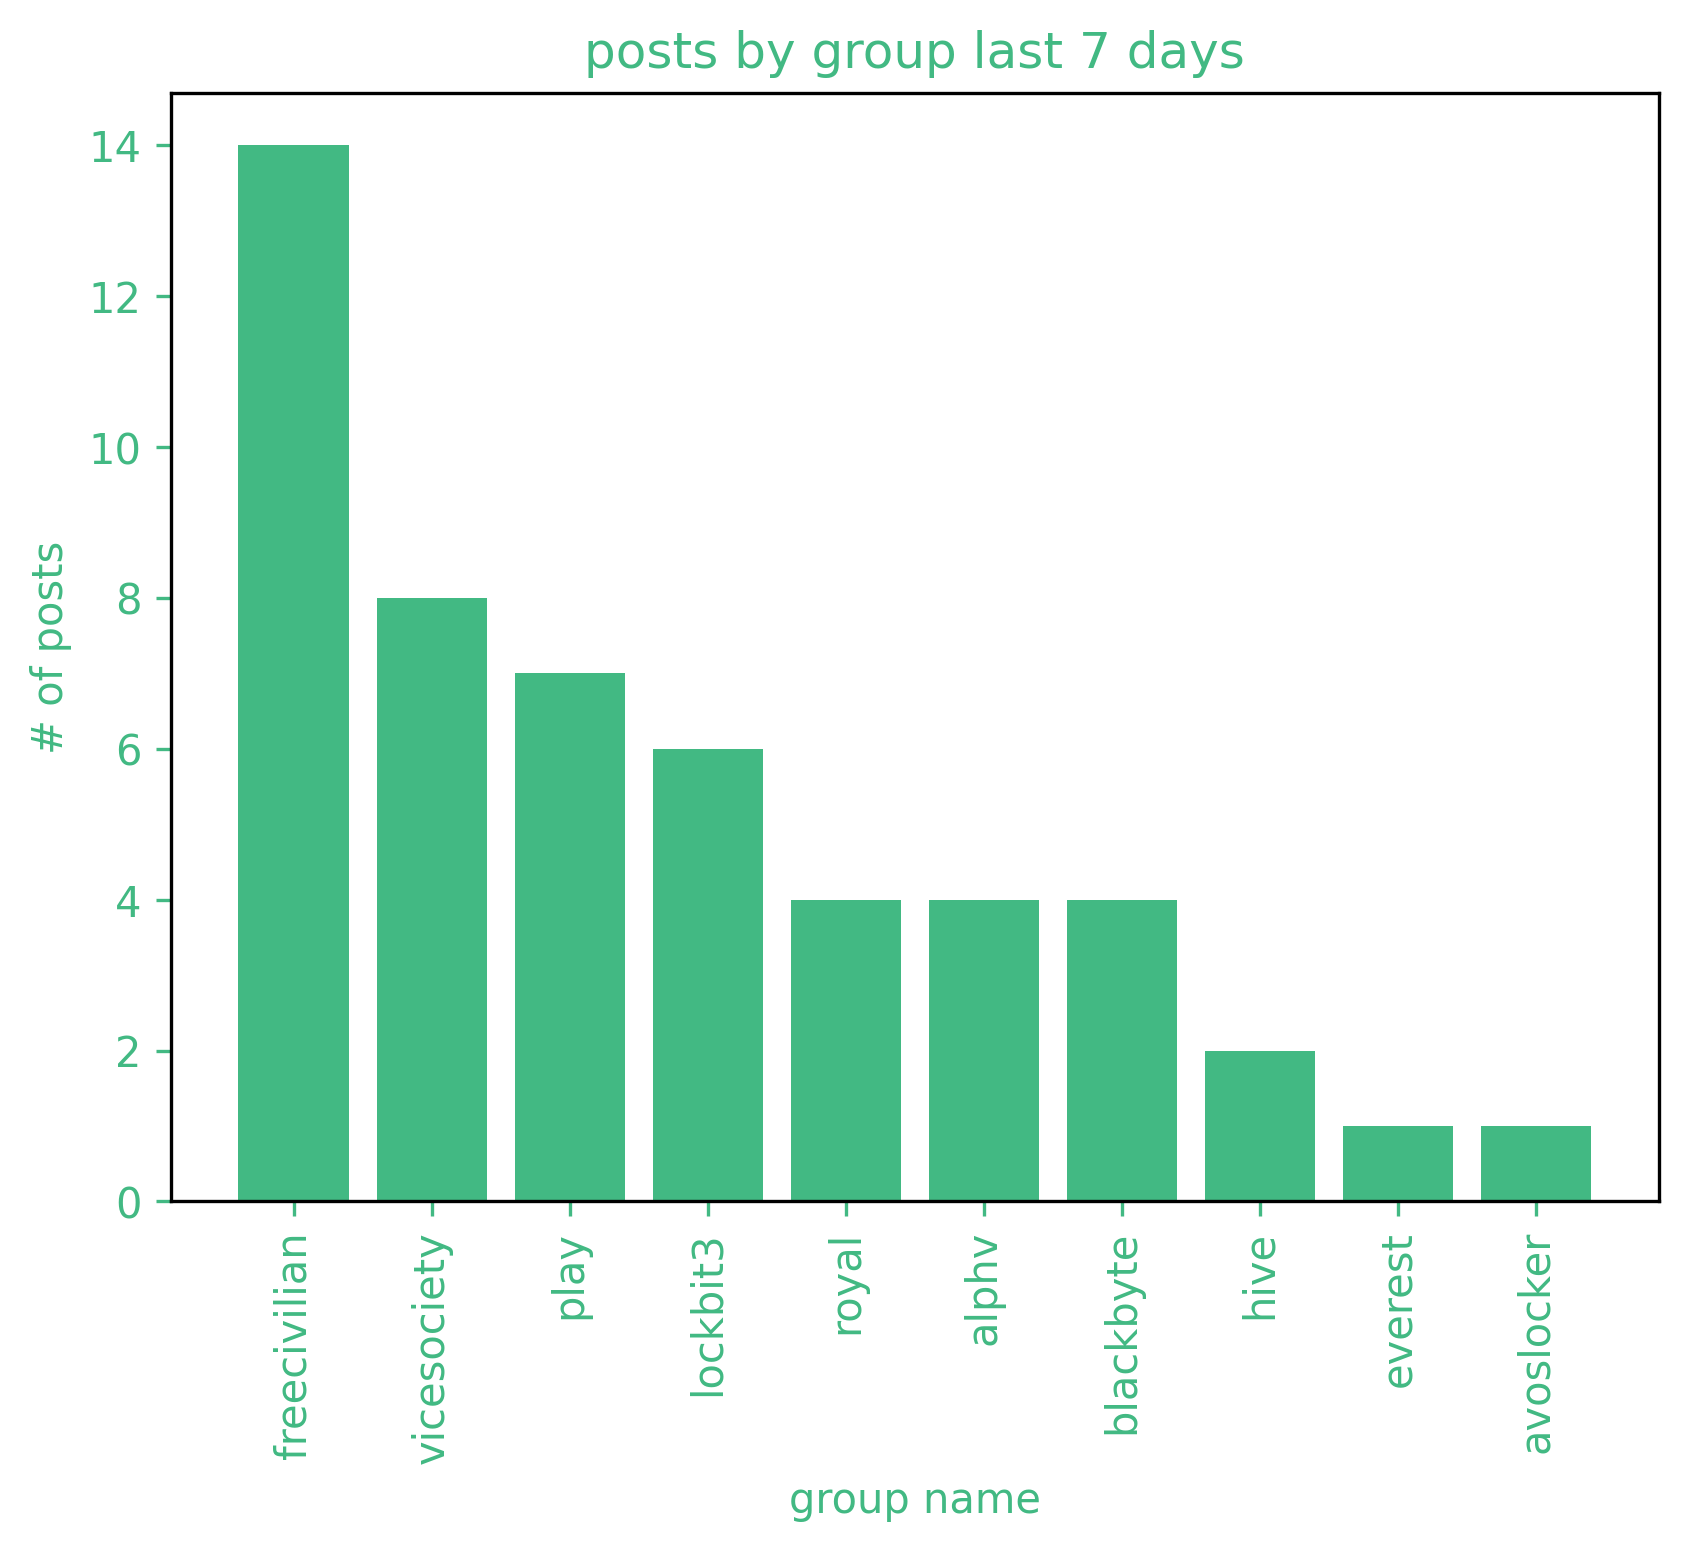 posts by group last 7 days
14
12
10
8
6
4
2
0
# of posts
freecivilian
vicesociety
play
lockbit3
royal
alphv
blackbyte
hive
everest
avoslocker
group name